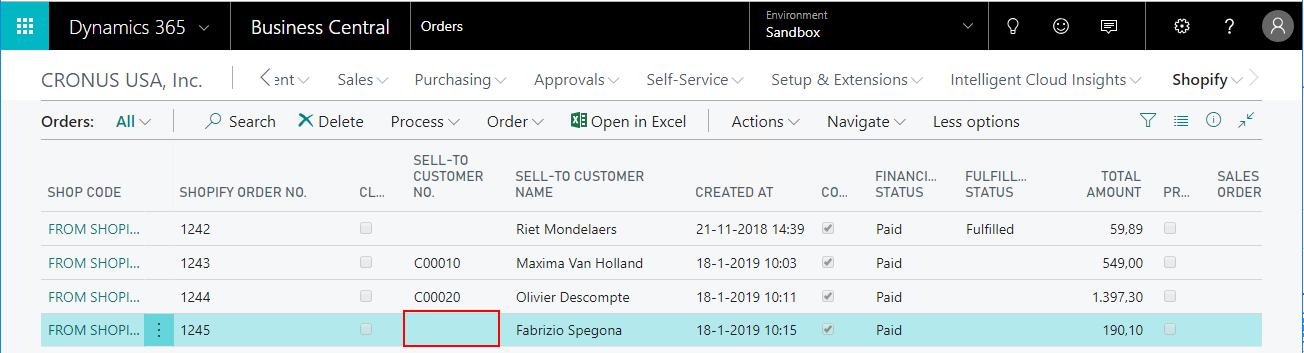 Dynamics 365 Business Central Orders Environment Sandbox
CRONUS USA, Inc. ent Sales Purchasing Approvals Self-Service Setup & Extensions Intelligent Cloud Insights Shopify
Orders: All Search Delete Process Order Open in Excel Actions Navigate Less options
SHOP CODE SHOPIFY ORDER NO. CL... SELL-TO CUSTOMER NO. SELL-TO CUSTOMER NAME CREATED AT CO... FINANCI... STATUS FULFILL... STATUS TOTAL AMOUNT PR... SALES ORDER
FROM SHOPI... 1242 Riet Mondelaers 21-11-2018 14:39 Paid Fulfilled 59,89
FROM SHOPI... 1243 C00010 Maxima Van Holland 18-1-2019 10:03 Paid 549,00
FROM SHOPI... 1244 C00020 Olivier Descompte 18-1-2019 10:11 Paid 1.397,30
FROM SHOPI... 1245 Fabrizio Spegona 18-1-2019 10:15 Paid 190,10